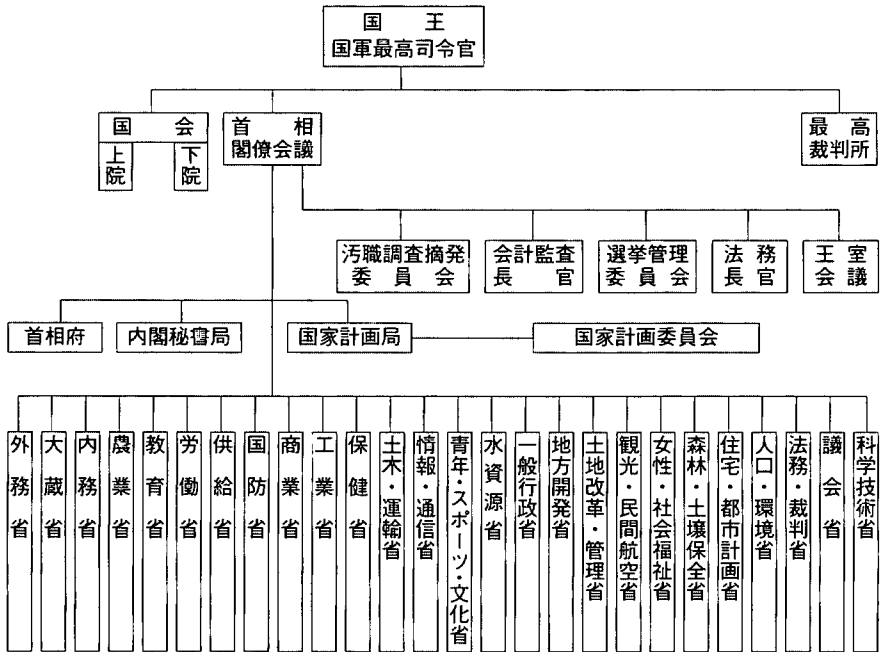 国王
国軍最高司令官
国会
上院
下院
首相
閣僚会議
最高
裁判所
汚職調査摘発
委員会
会計監査
長官
選挙管理
委員会
法務
長官
王室
会議
首相府
内閣秘書局
国家計画局
国家計画委員会
外務省
大蔵省
内務省
農業省
教育省
労働省
供給省
国防省
商業省
工業省
保健省
土木・運輸省
情報・通信省
青年・スポーツ・文化省
水資源省
一般行政省
地方開発省
土地改革・管理省
観光・民間航空省
女性・社会福祉省
森林・土壌保全省
住宅・都市計画省
人口・環境省
法務・裁判省
議会省
科学技術省